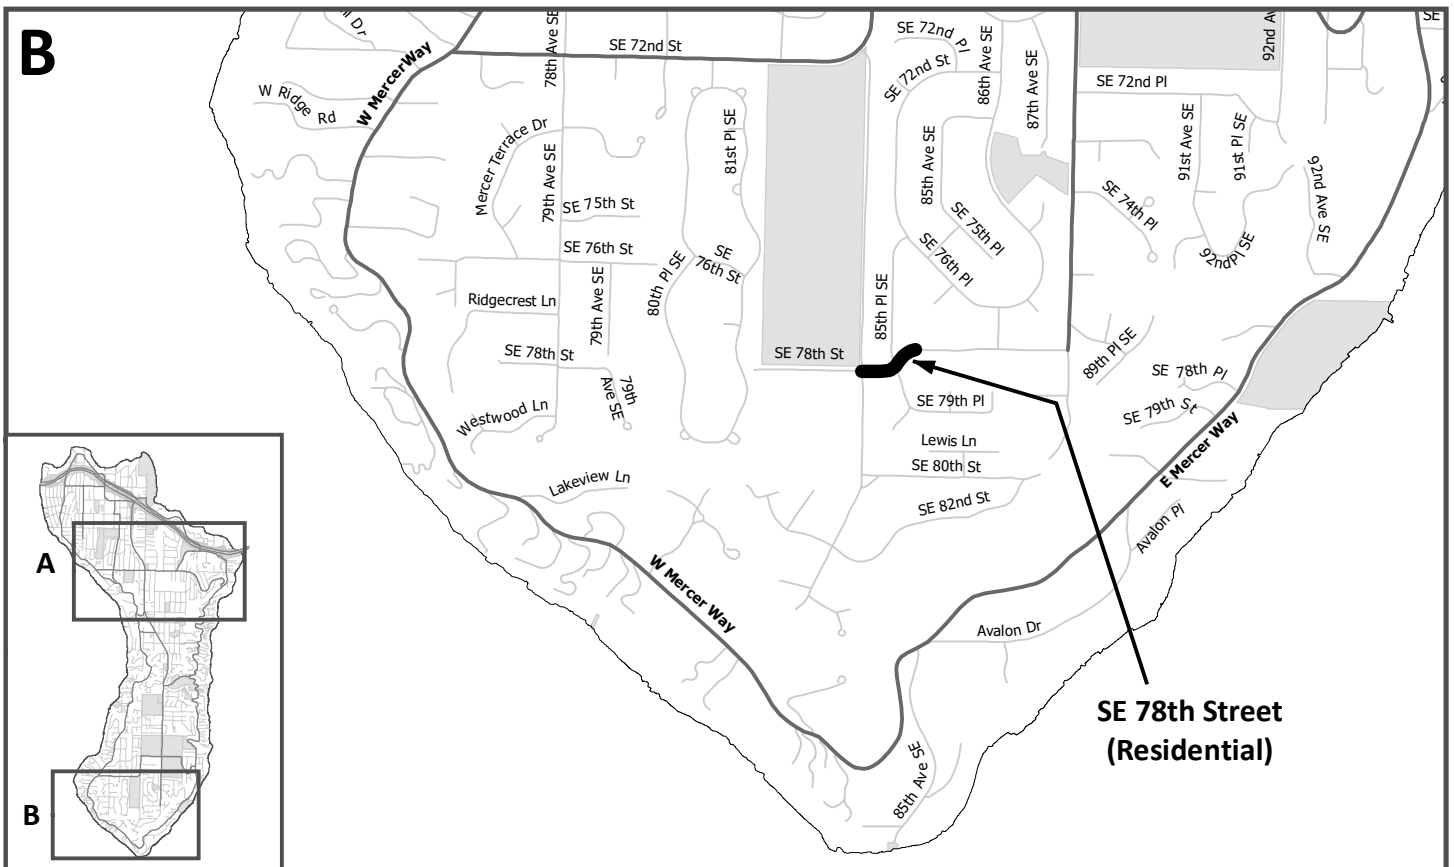 B
ill Dr
78th Ave SE
SE 72nd St
W Mercer Way
W Ridge
Rd
SE 72nd Pl
SE 72nd St
86th Ave SE
87th Ave SE
92nd Av
SE
SE 72nd Pl
91st Ave SE
91st Pl SE
92nd Ave SE
92nd Pl SE
SE 74th Pl
Mercer Terrace Dr
79th Ave SE
81st Pl SE
85th Ave SE
SE 75th Pl
SE 76th Pl
SE 75th St
SE 76th St
SE
76th St
80th Pl SE
79th Ave SE
Ridgecrest Ln
85th Pl SE
SE 78th St
SE 78th St
79th
Ave SE
Westwood Ln
89th Pl SE
SE 78th Pl
SE 79th St
SE 79th Pl
E Mercer Way
Lewis Ln
SE 80th St
SE 82nd St
Lakeview Ln
Avalon Pl
W Mercer Way
Avalon Dr
85th Ave SE
SE 78th Street
(Residential)
A
B